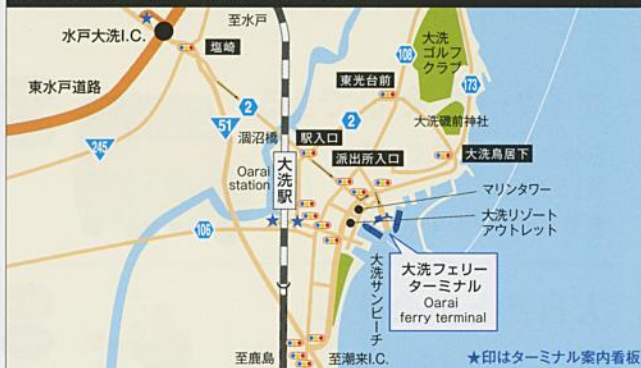 至水戸
水戸大洗I.C.
塩崎
東水戸道路
大洗
ゴルフ
クラブ
108
東光台前
173
2
2
51
245
涸沼橋
駅入口
大洗磯前神社
派出所入口
大洗鳥居下
Oarai
station
大洗駅
マリンタワー
大洗リゾート
アウトレット
106
大洗フェリー
ターミナル
Oarai
ferry terminal
大洗サンビーチ
至鹿島
至潮来I.C.
★印はターミナル案内看板